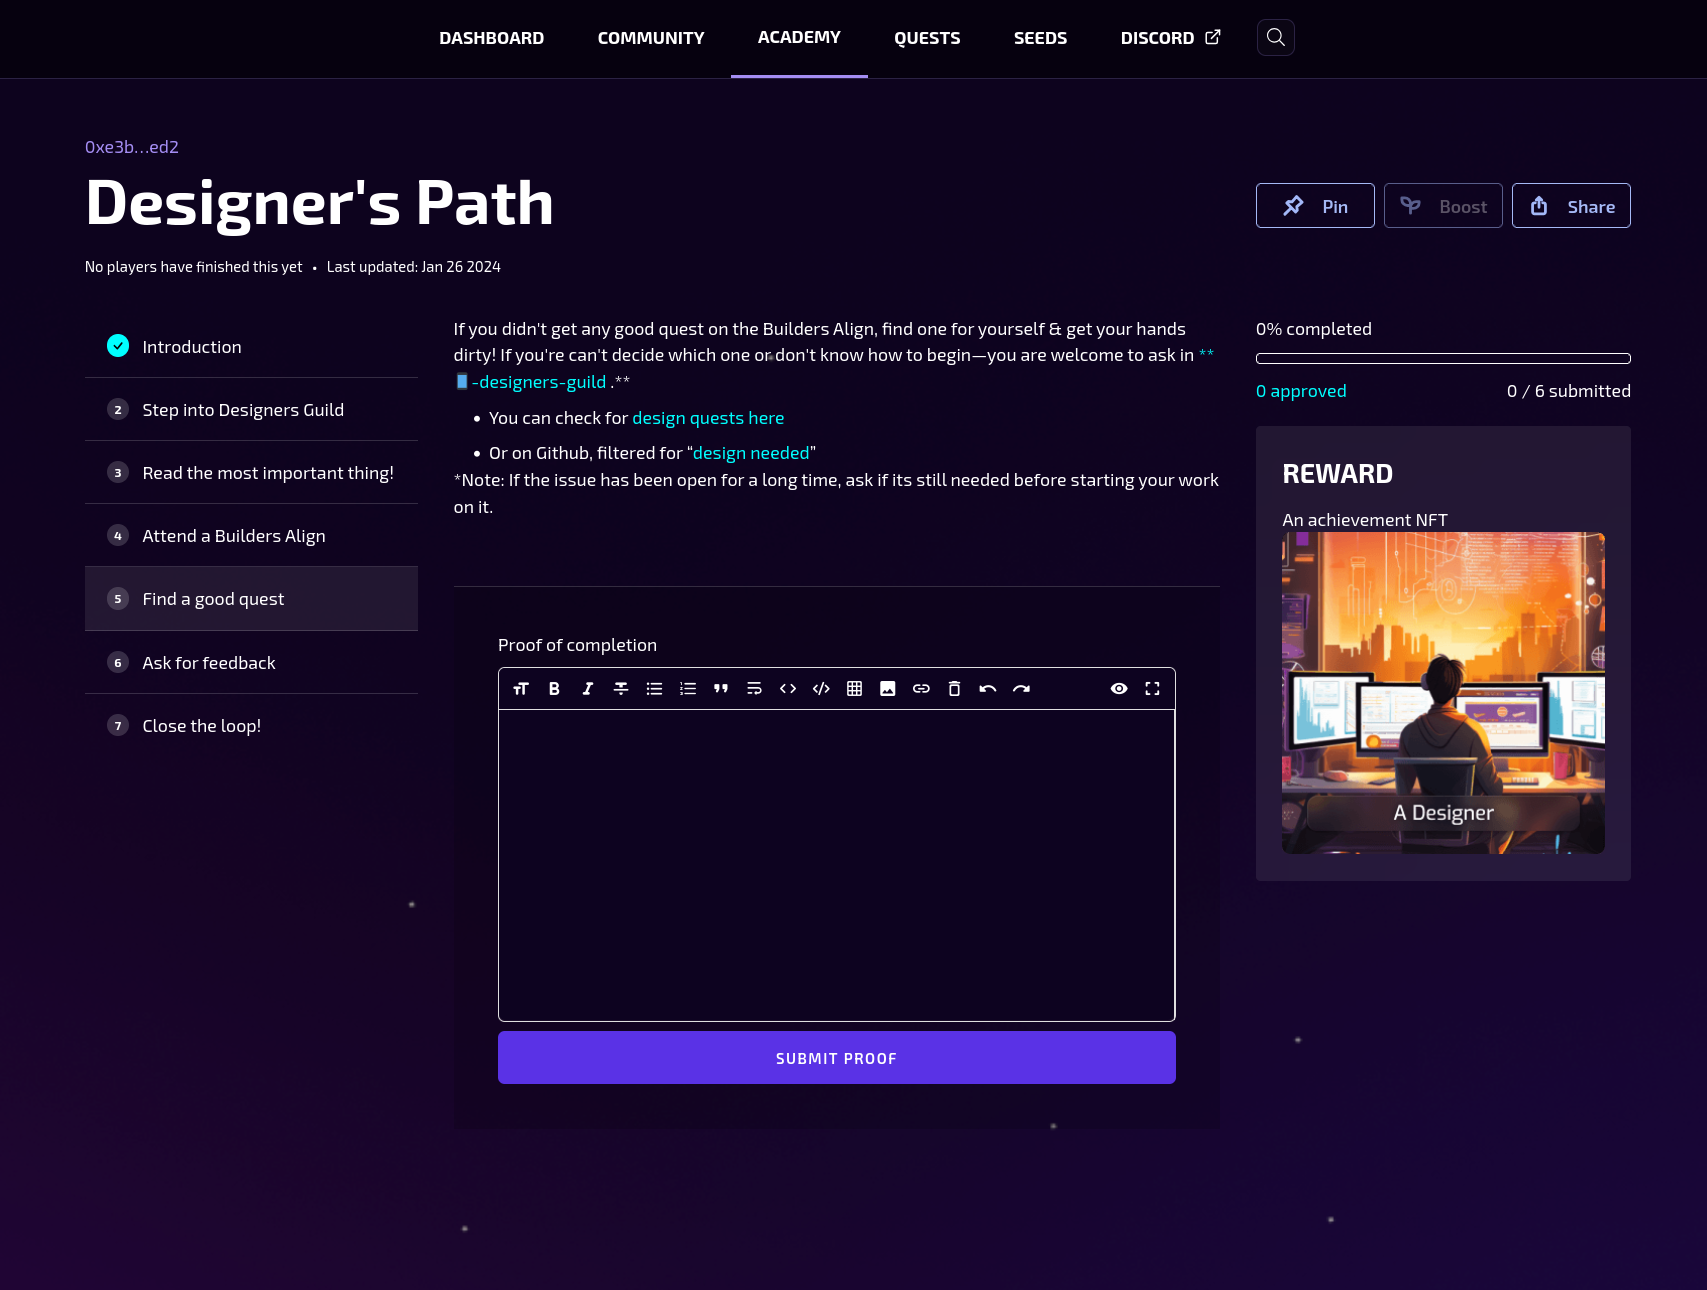 DASHBOARD COMMUNITY ACADEMY QUESTS SEEDS DISCORD
0xe3b...ed2
Designer's Path
Pin Boost Share
No players have finished this yet • Last updated: Jan 26 2024
Introduction
2 Step into Designers Guild
3 Read the most important thing!
4 Attend a Builders Align
5 Find a good quest
6 Ask for feedback
7 Close the loop!
If you didn't get any good quest on the Builders Align, find one for yourself & get your hands
dirty! If you're can't decide which one or don't know how to begin—you are welcome to ask in **
-designers-guild .**
• You can check for design quests here
• Or on Github, filtered for “design needed”
*Note: If the issue has been open for a long time, ask if its still needed before starting your work
on it.
Proof of completion
SUBMIT PROOF
0% completed
0 approved 0 / 6 submitted
REWARD
An achievement NFT
A Designer